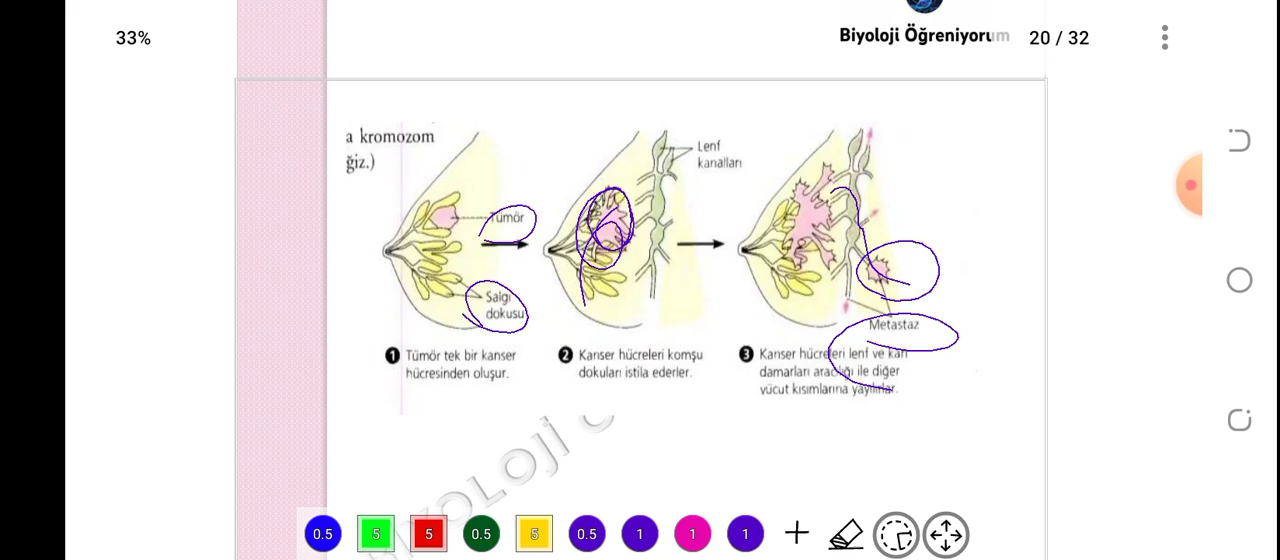 33%
Biyoloji Öğreniyorum
20 / 32
a kromozom
ğiz.)
Lenf
kanalları
Tümör
Salgı
dokusu
Metastaz
1 Tümör tek bir kanser
hücresinden oluşur.
2 Kanser hücreleri komşu
dokuları istila ederler.
3 Kanser hücreleri lenf ve kan
damarları aracılığı ile diğer
vücut kısımlarına yayılırlar.
BİYOLOJİ Ö
0.5 5 5 0.5 5 0.5 1 1 1